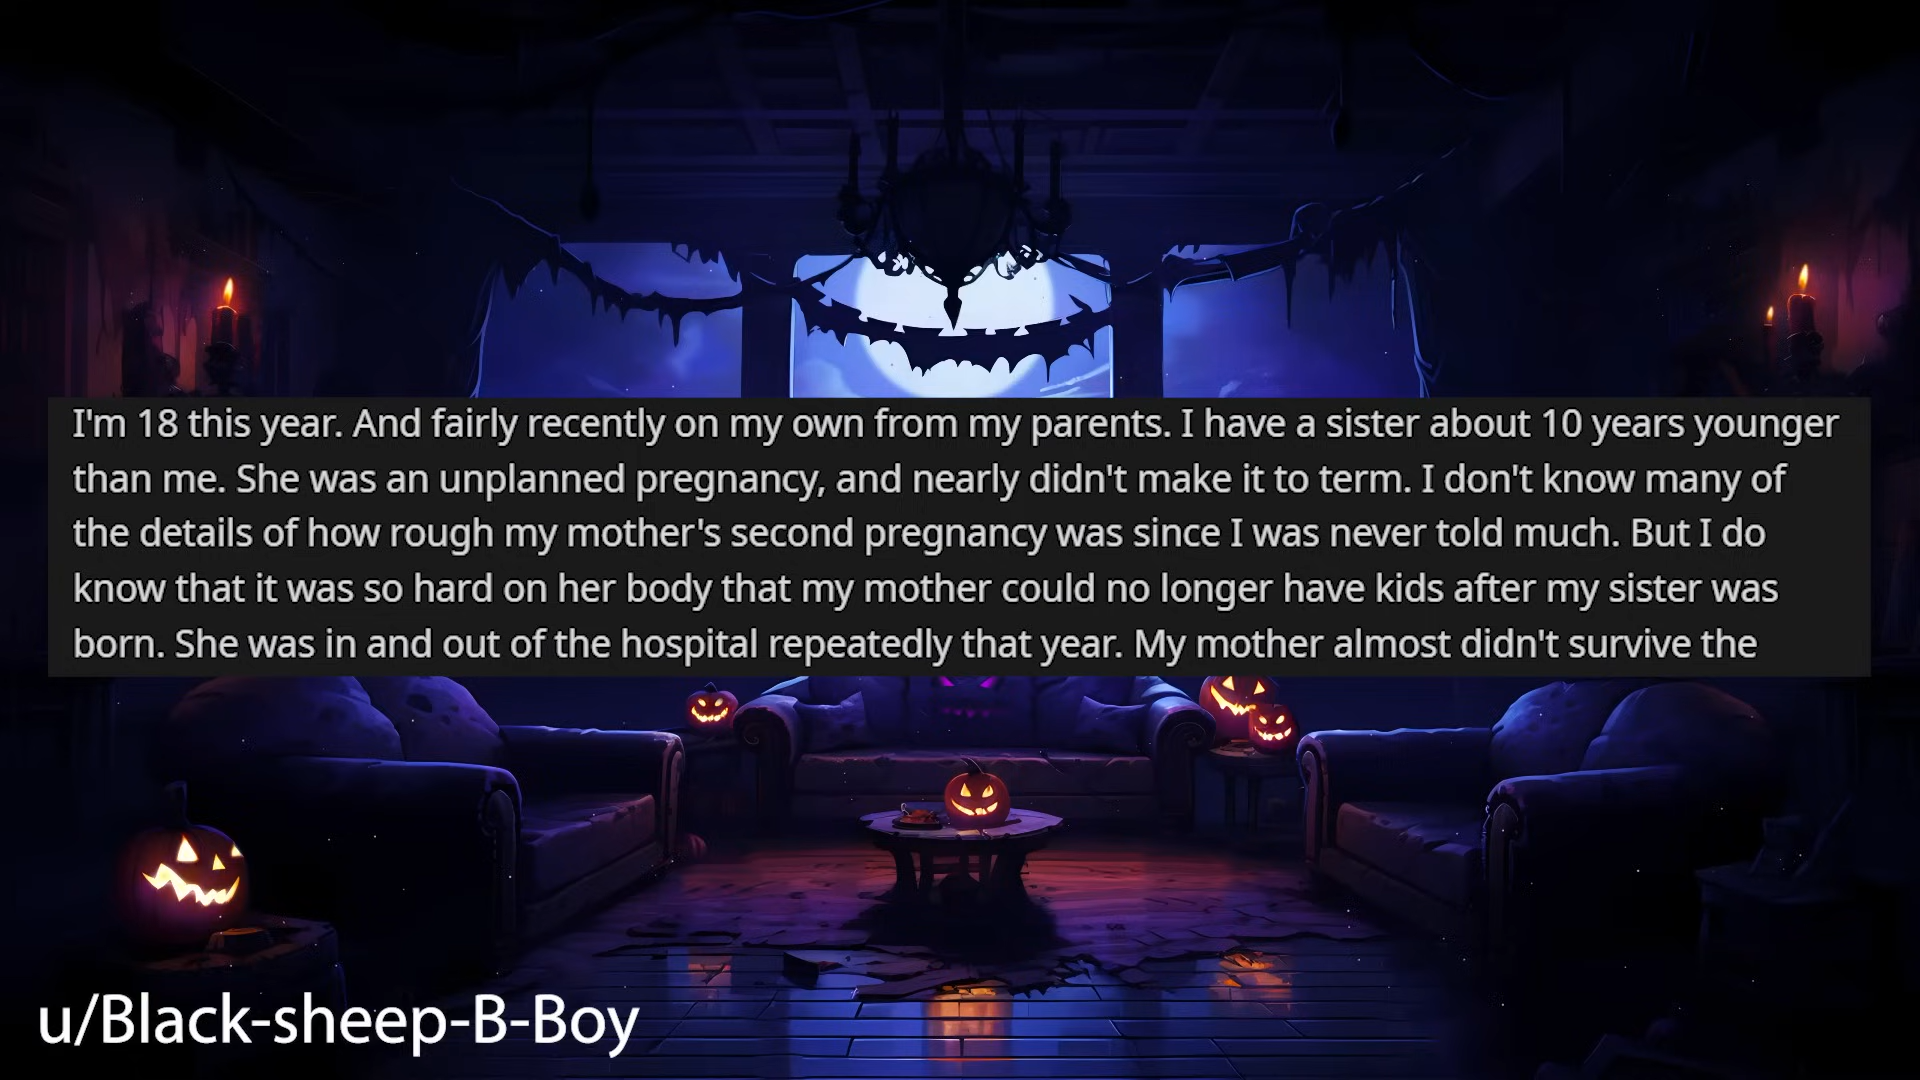 I'm 18 this year. And fairly recently on my own from my parents. I have a sister about 10 years younger
than me. She was an unplanned pregnancy, and nearly didn't make it to term. I don't know many of
the details of how rough my mother's second pregnancy was since I was never told much. But I do
know that it was so hard on her body that my mother could no longer have kids after my sister was
born. She was in and out of the hospital repeatedly that year. My mother almost didn't survive the
u/Black-sheep-B-Boy